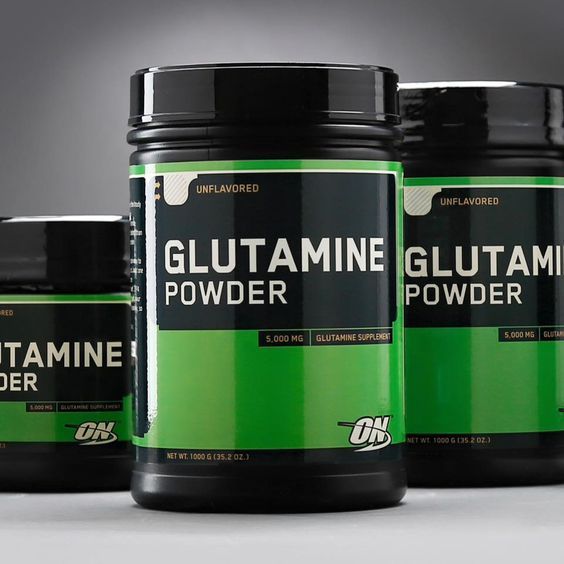 UNFLAVORED
GLUTAMINE
POWDER
5,000 MG GLUTAMINE SUPPLEMENT
ON
NET WT. 1000 G (35.2 OZ.)
RED
UTAMINE
DER
5,000 MG GLUTAMINE SUPPLEMENT
ON
UNFLAVORED
GLUTAMI
POWDER
5,000 MG GLUTAM
NET WT. 1000 G (35.2 OZ.)